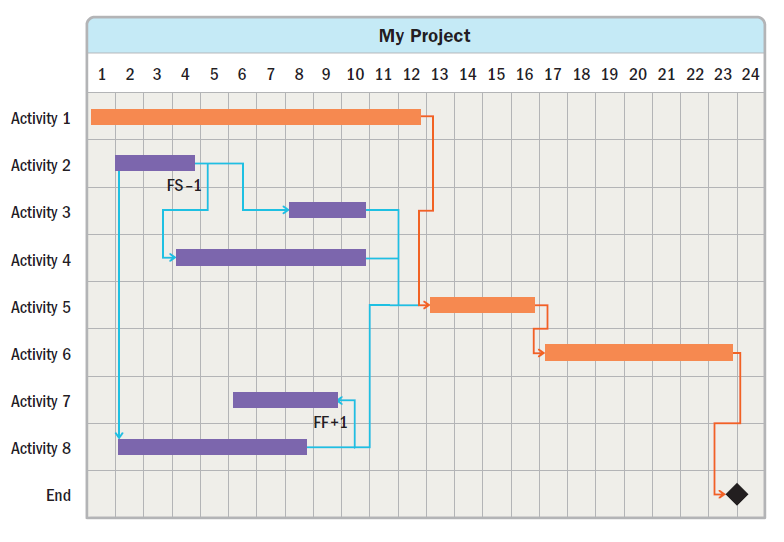 My Project
1 2 3 4 5 6 7 8 9 10 11 12 13 14 15 16 17 18 19 20 21 22 23 24
Activity 1
Activity 2
FS-1
Activity 3
Activity 4
Activity 5
Activity 6
Activity 7
FF+1
Activity 8
End